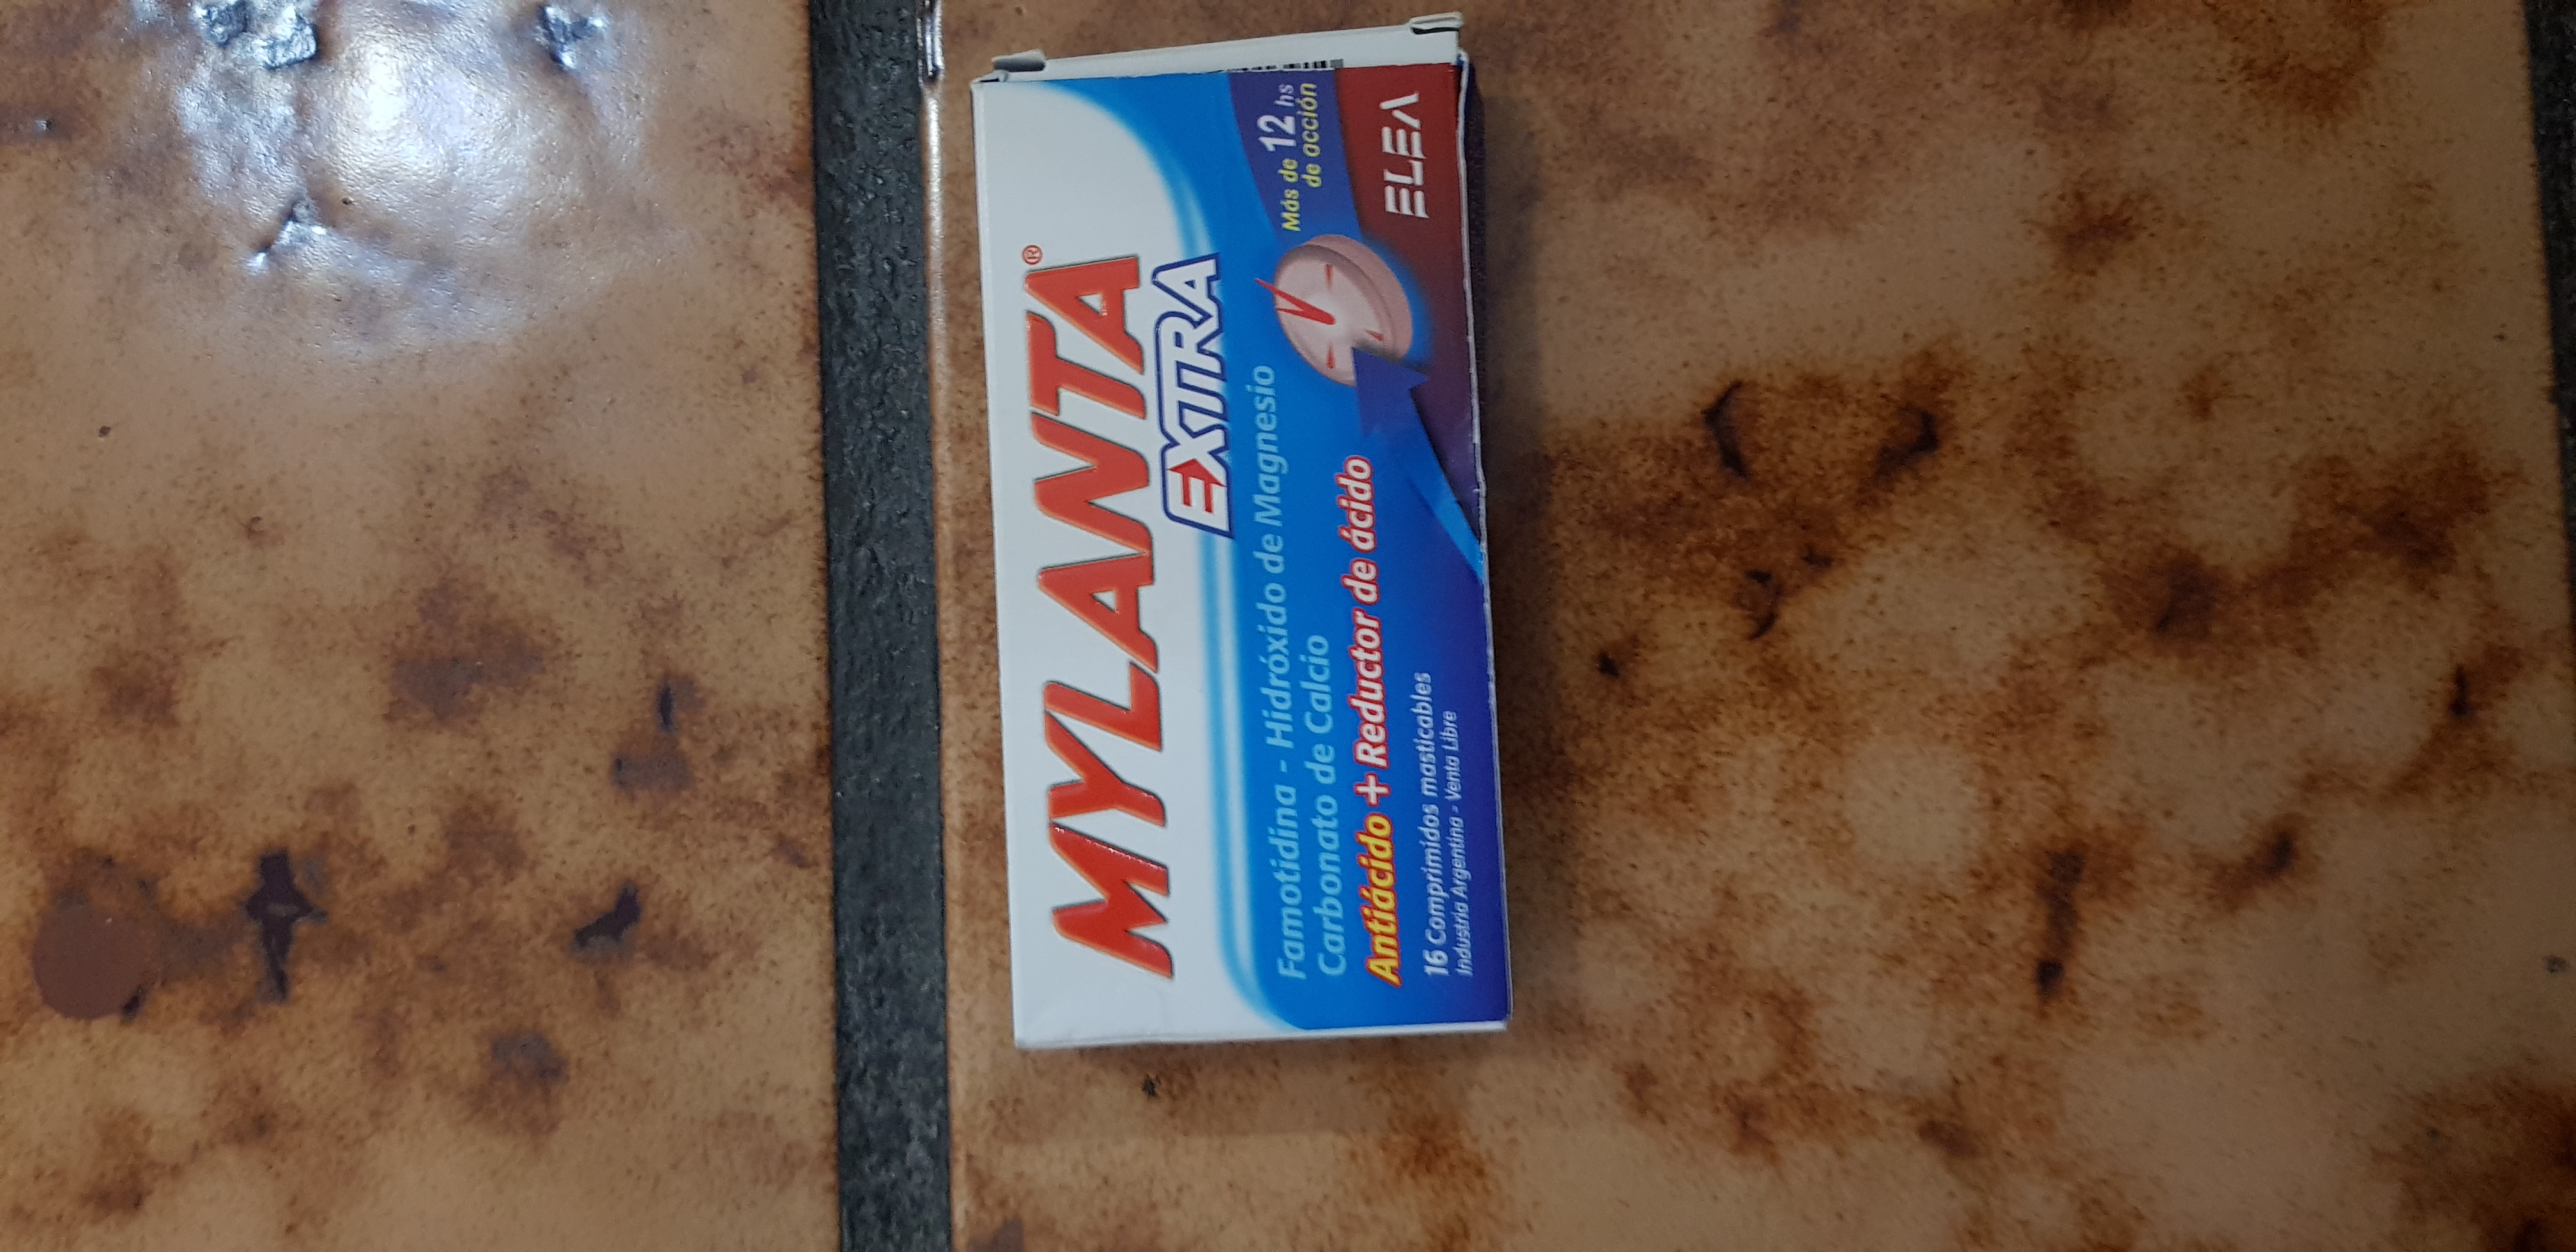 MYLANTA®
EXTRA
Famotidina - Hidróxido de Magnesio
Carbonato de Calcio
Antiácido + Reductor de ácido
16 Comprimidos masticables
Industria Argentina - Venta Libre
Más de 12 hs
de acción
ELEA